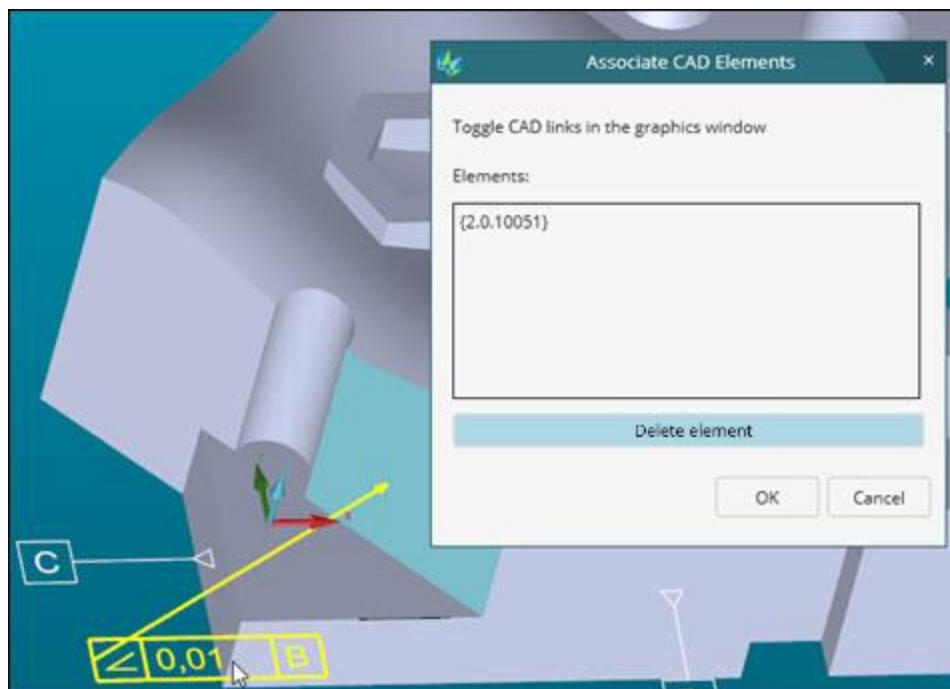 Associate CAD Elements
Toggle CAD links in the graphics window
Elements:
{2.0.10051}
Delete element
OK
Cancel
C
∠ 0,01 B